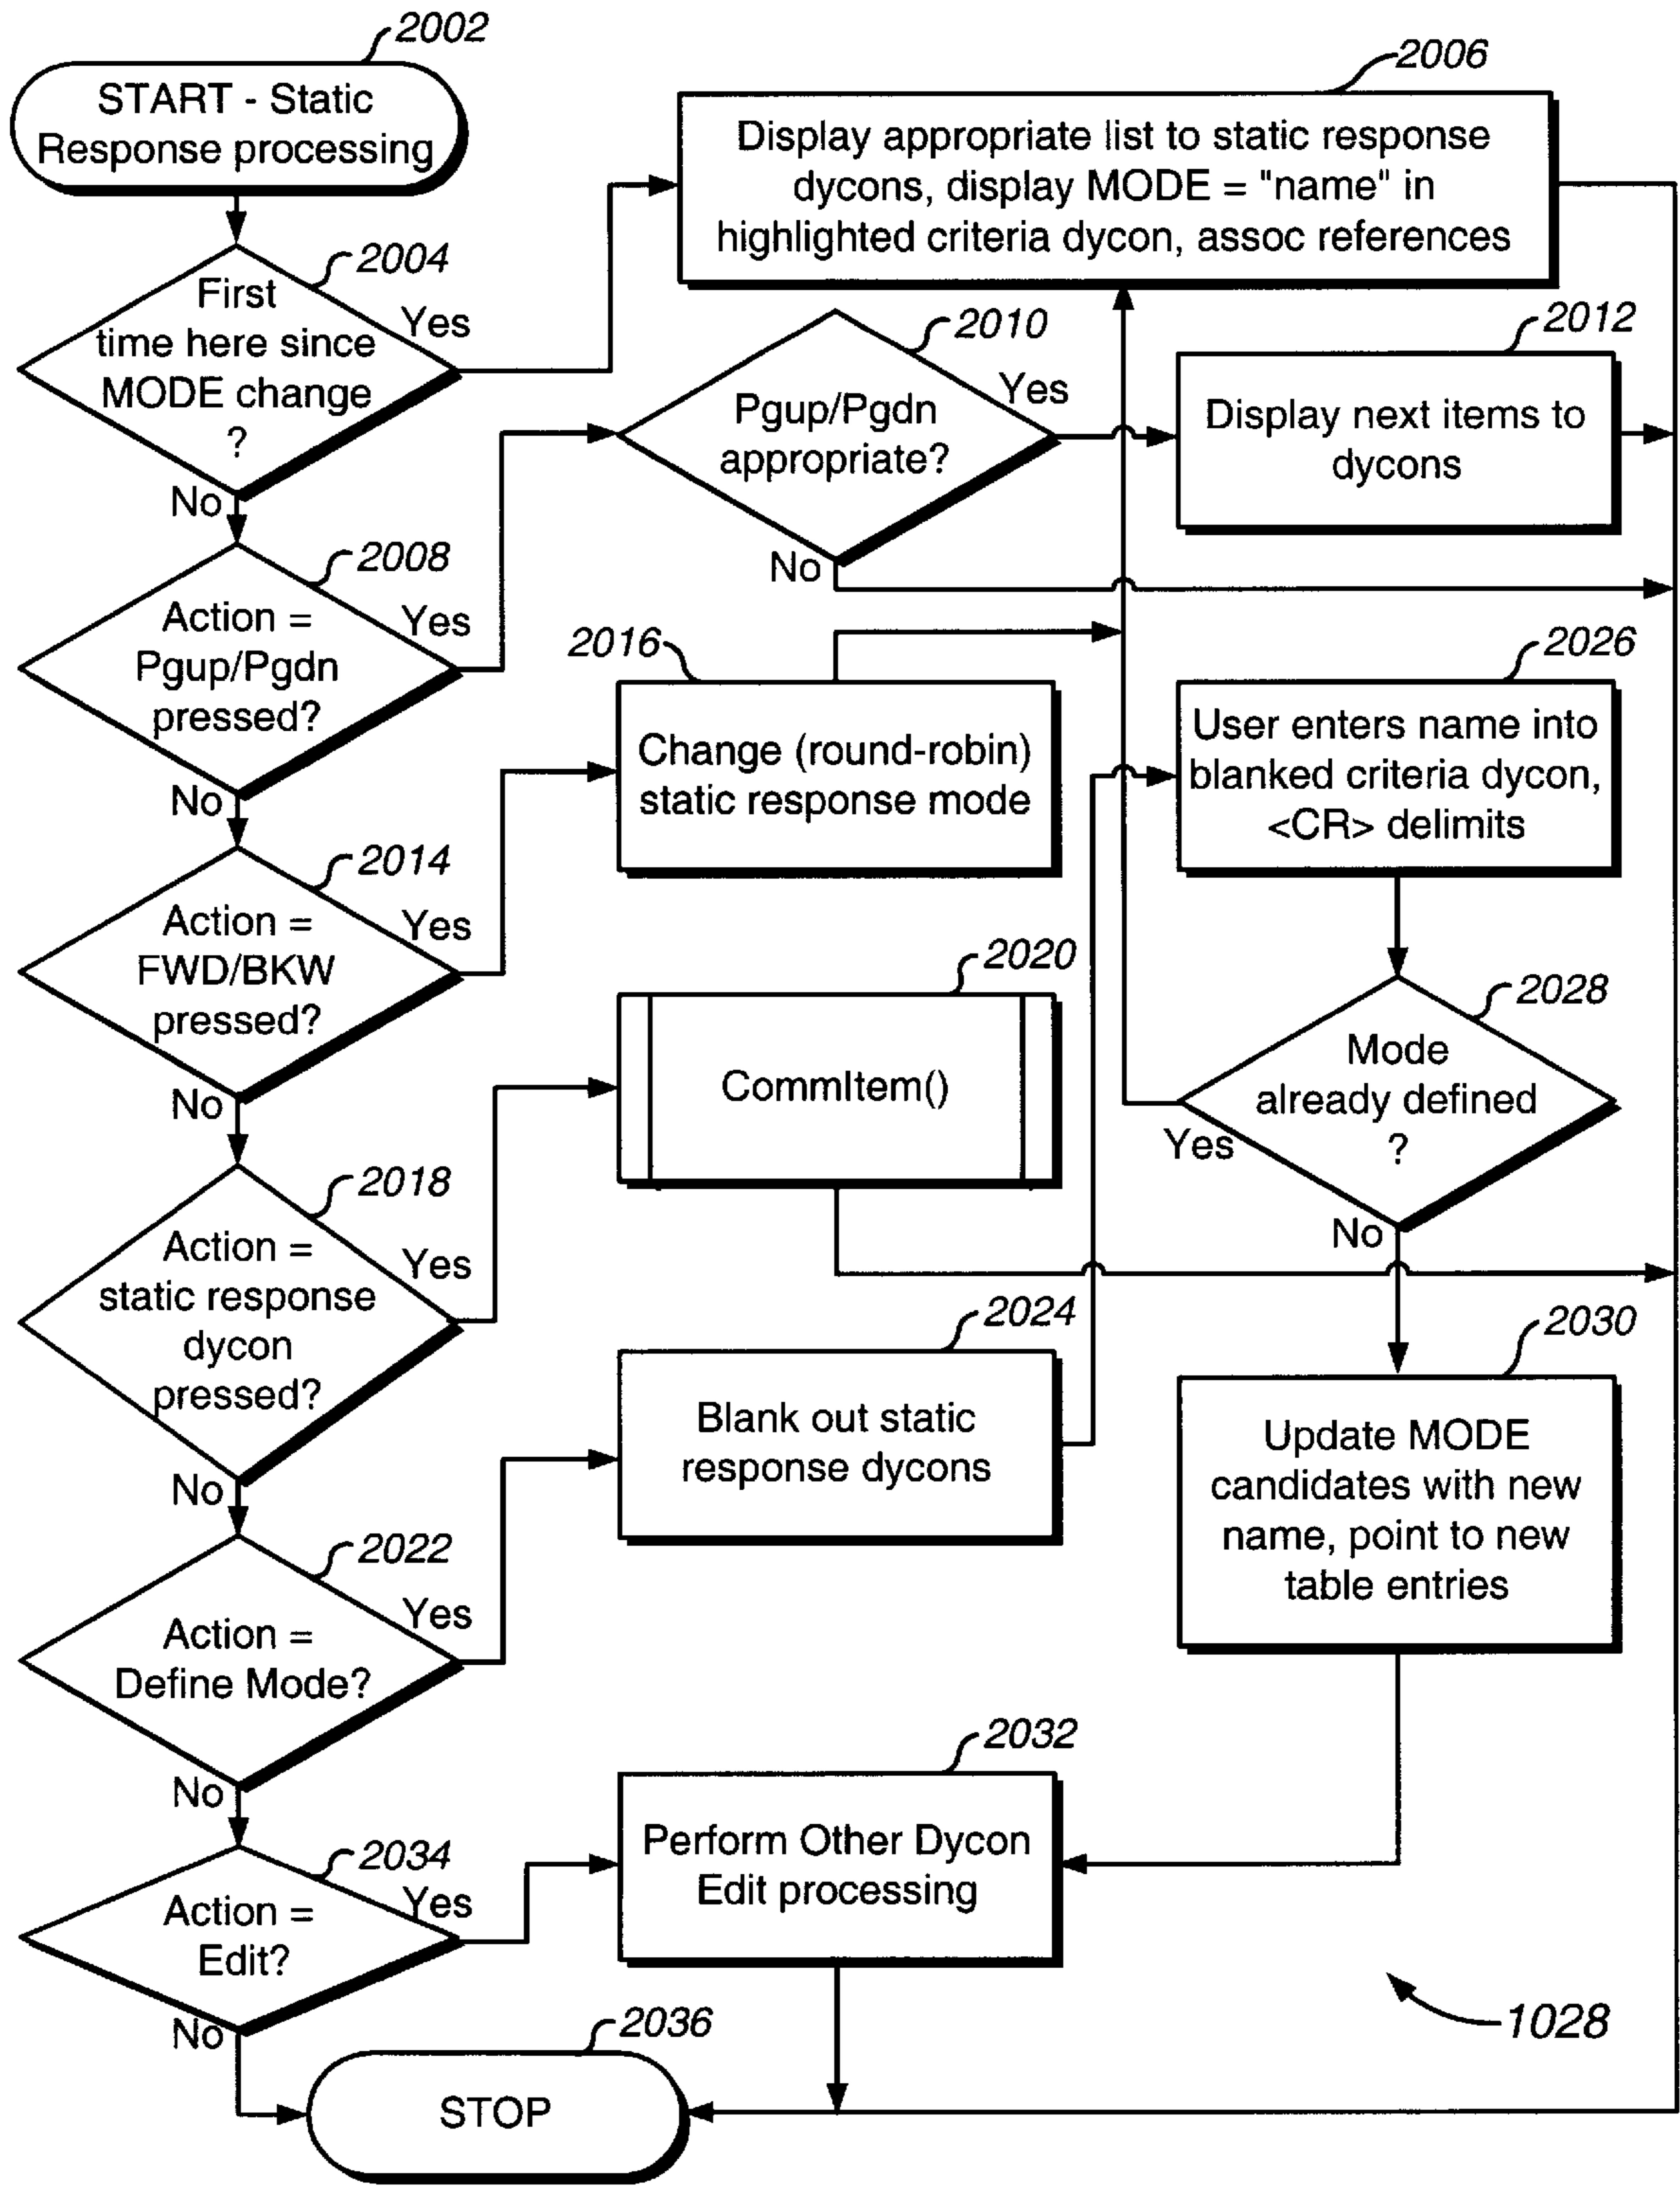 2002
START - Static
Response processing
2006
Display appropriate list to static response
dycons, display MODE = "name" in
highlighted criteria dycon, assoc references
2004
First
time here since
MODE change
?
Yes
No
2010
Pgup/Pgdn
appropriate?
Yes
No
2012
Display next items to
dycons
2008
Action =
Pgup/Pgdn
pressed?
Yes
No
2016
Change (round-robin)
static response mode
2026
User enters name into
blanked criteria dycon,
<CR> delimits
2014
Action =
FWD/BKW
pressed?
Yes
No
2020
CommItem()
2028
Mode
already defined
?
Yes
No
2018
Action =
static response
dycon
pressed?
Yes
No
2024
Blank out static
response dycons
2030
Update MODE
candidates with new
name, point to new
table entries
2022
Action =
Define Mode?
Yes
No
2032
Perform Other Dycon
Edit processing
2034
Action =
Edit?
Yes
No
2036
STOP
1028